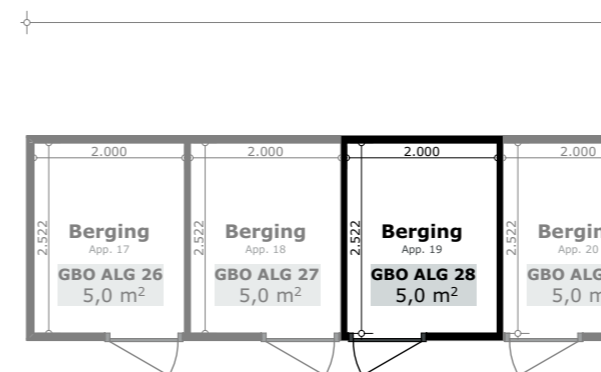 2.000 2.000 2.000 2.000
2.522 2.522 2.522 2.522
Berging Berging Berging
App. 17 App. 18 App. 19 App. 20
GBO ALG 26 GBO ALG 27 GBO ALG 28 GBO ALG
5,0 m² 5,0 m² 5,0 m² 5,0 m